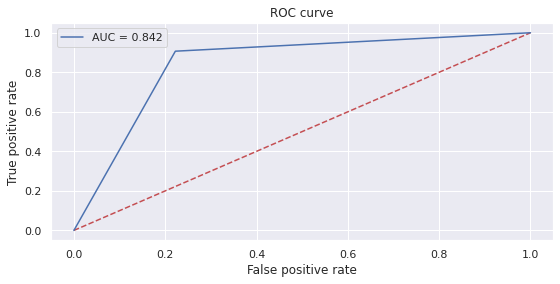 ROC curve
AUC = 0.842
1.0
0.8
0.6
0.4
0.2
0.0
True positive rate
0.0 0.2 0.4 0.6 0.8 1.0
False positive rate